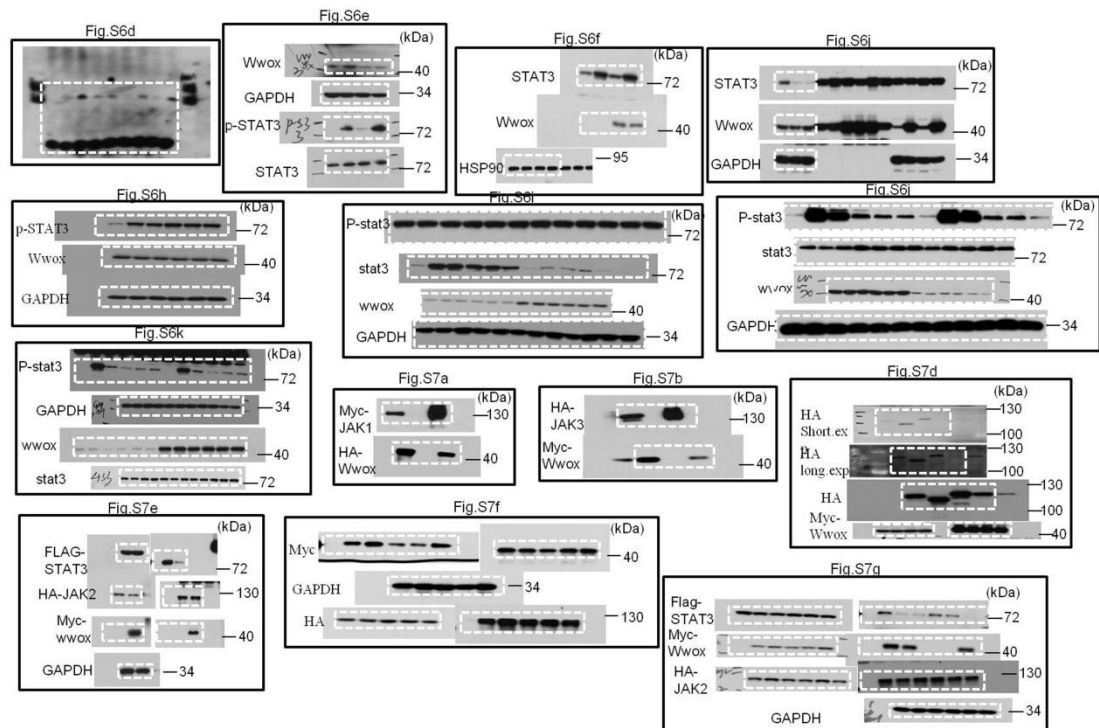 Fig.S6d
Fig.S6e
(kDa)
Wwox
40
GAPDH
34
p-STAT3
72
STAT3
72
Fig.S6f
(kDa)
STAT3
72
Wwox
40
HSP90
95
Fig.S6j
(kDa)
STAT3
72
Wwox
40
GAPDH
34
Fig.S6h
(kDa)
p-STAT3
72
Wwox
40
GAPDH
34
Fig.S6i
(kDa)
P-stat3
72
stat3
72
wwox
40
GAPDH
34
Fig.S6j
(kDa)
P-stat3
72
stat3
72
wwox
40
GAPDH
34
Fig.S6k
(kDa)
P-stat3
72
GAPDH
34
wwox
40
stat3
72
Fig.S7a
(kDa)
Myc-
JAK1
130
HA-
Wwox
40
Fig.S7b
(kDa)
HA-
JAK3
130
Myc-
Wwox
40
Fig.S7d
(kDa)
HA
Short.ex
130
100
HA
long.exp
130
100
HA
130
100
Myc-
Wwox
40
Fig.S7e
(kDa)
FLAG-
STAT3
72
HA-JAK2
130
Myc-
wwox
40
GAPDH
34
Fig.S7f
(kDa)
Myc
40
GAPDH
34
HA
130
Fig.S7g
(kDa)
Flag-
STAT3
72
Myc-
Wwox
40
HA-
JAK2
130
GAPDH
34